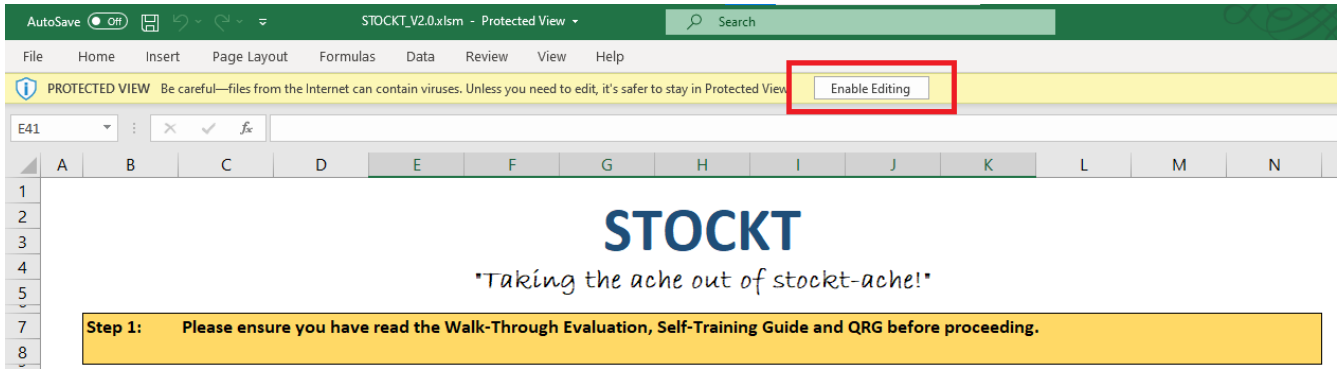 AutoSave Off STOCKT_V2.0.xlsm - Protected View Search
File Home Insert Page Layout Formulas Data Review View Help
PROTECTED VIEW Be careful—files from the Internet can contain viruses. Unless you need to edit, it's safer to stay in Protected View Enable Editing
E41 fx
A B C D E F G H I J K L M N
1
2
STOCKT
3
4
"Taking the ache out of stockt-ache!"
5
7 Step 1: Please ensure you have read the Walk-Through Evaluation, Self-Training Guide and QRG before proceeding.
8